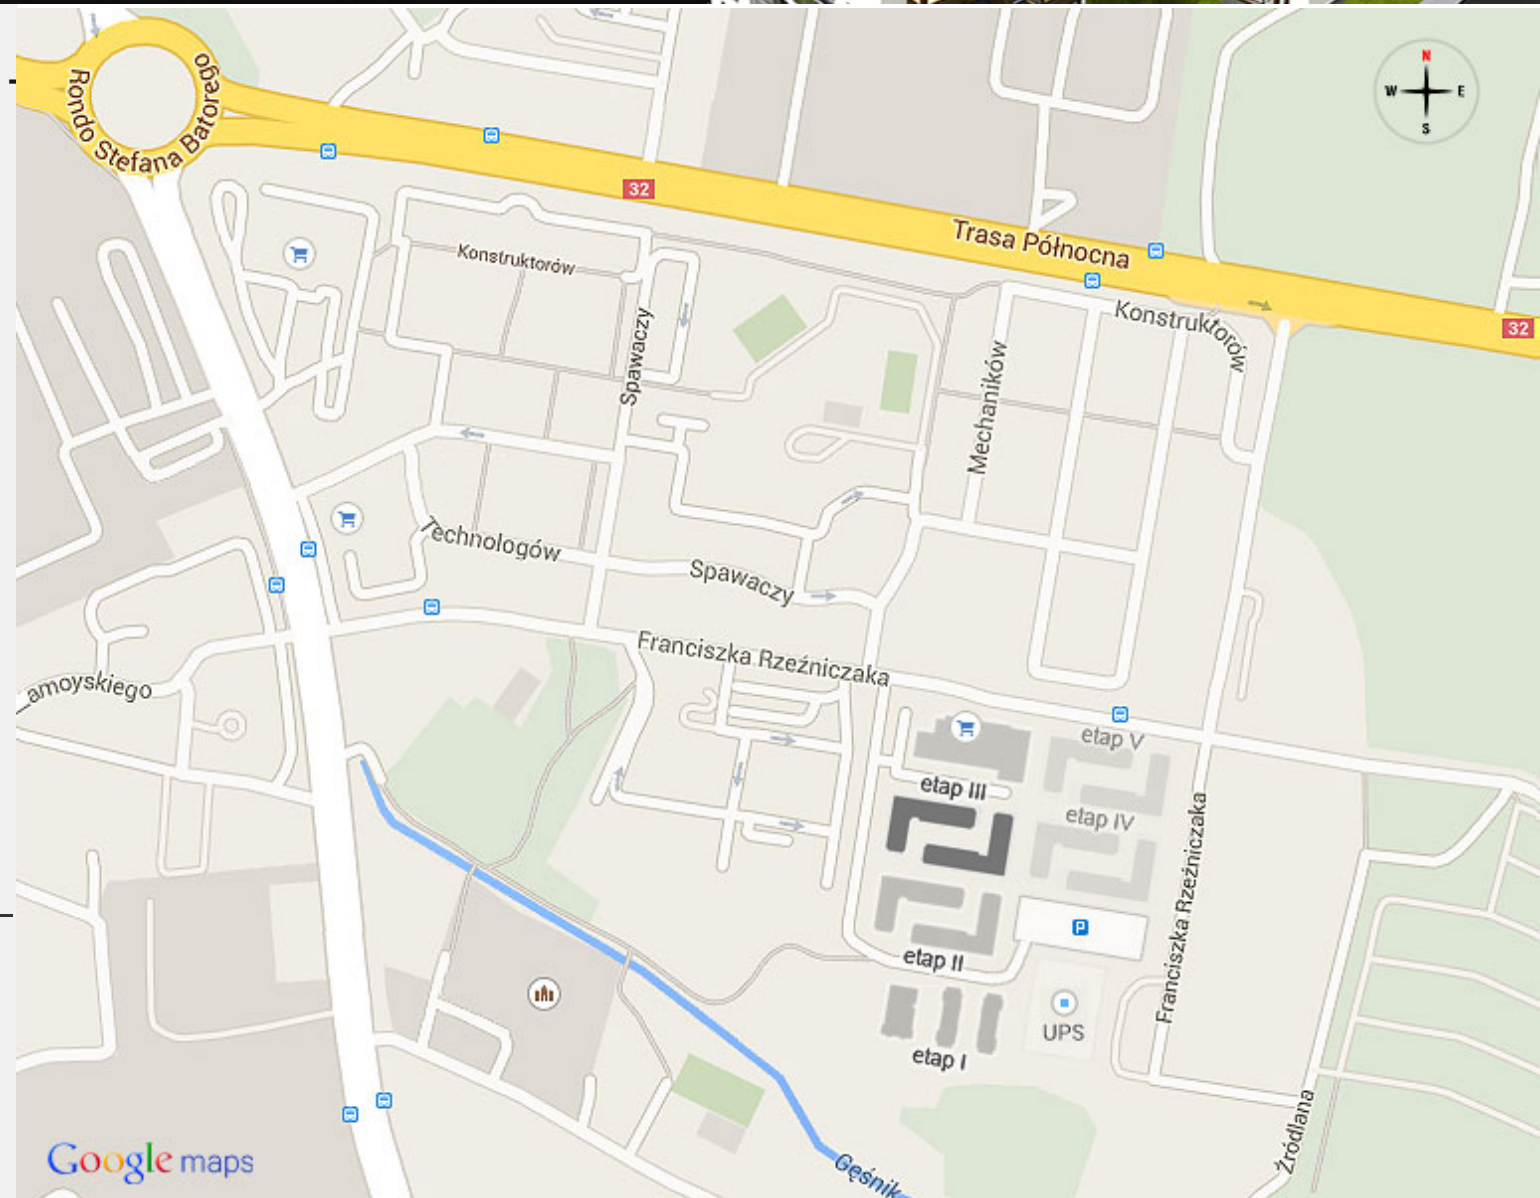 N
W E
S
Rondo Stefana Batorego
32
Trasa Północna
Konstruktorów
Konstruktorów
32
Spawaczy
Mechaników
Technologów
Spawaczy
Franciszka Rzeźniczaka
amoyskiego
etap V
etap III
etap IV
Franciszka Rzeźniczaka
P
etap II
UPS
etap I
Źródlana
Gęśnik
Google maps